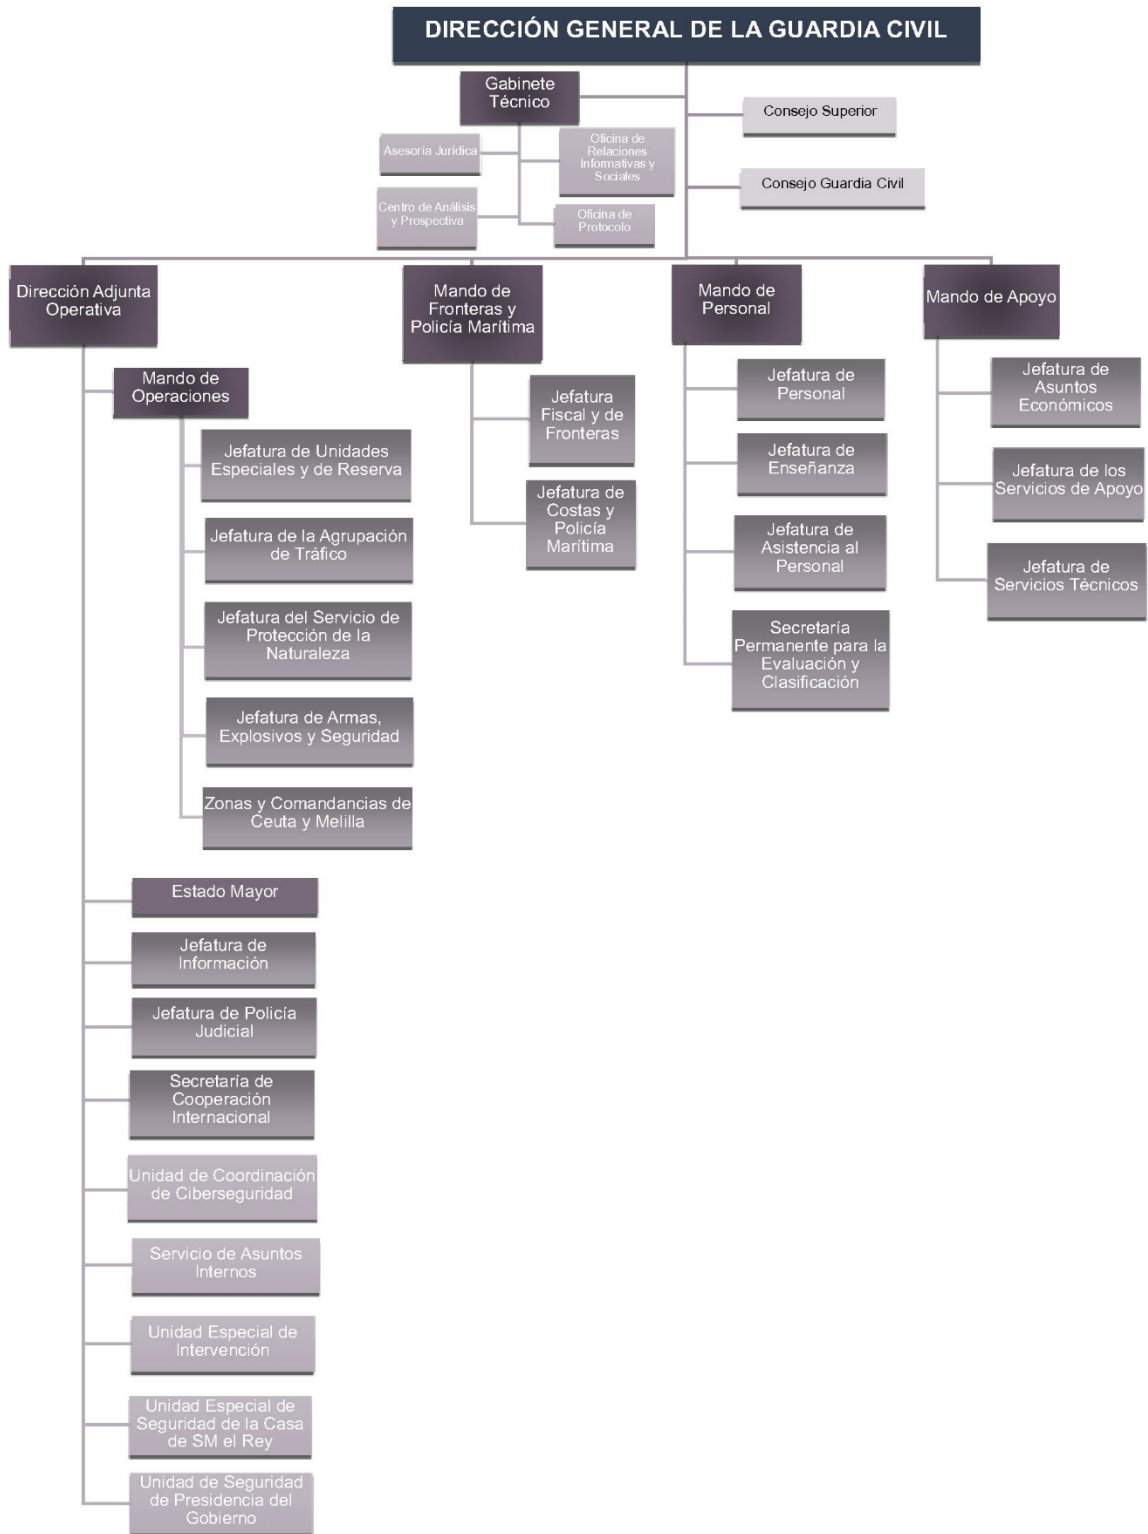 DIRECCIÓN GENERAL DE LA GUARDIA CIVIL
Gabinete
Técnico
Consejo Superior
Asesoría Jurídica
Oficina de
Relaciones
Informativas y
Sociales
Consejo Guardia Civil
Centro de Análisis
y Prospectiva
Oficina de
Protocolo
Dirección Adjunta
Operativa
Mando de
Fronteras y
Policía Marítima
Mando de
Personal
Mando de Apoyo
Mando de
Operaciones
Jefatura de Unidades
Especiales y de Reserva
Jefatura de la Agrupación
de Tráfico
Jefatura del Servicio de
Protección de la
Naturaleza
Jefatura de Armas,
Explosivos y Seguridad
Zonas y Comandancias de
Ceuta y Melilla
Jefatura
Fiscal y de
Fronteras
Jefatura de
Costas y
Policía
Marítima
Jefatura de
Personal
Jefatura de
Enseñanza
Jefatura de
Asistencia al
Personal
Secretaría
Permanente para la
Evaluación y
Clasificación
Jefatura de
Asuntos
Económicos
Jefatura de los
Servicios de Apoyo
Jefatura de
Servicios Técnicos
Estado Mayor
Jefatura de
Información
Jefatura de Policía
Judicial
Secretaría de
Cooperación
Internacional
Unidad de Coordinación
de Ciberseguridad
Servicio de Asuntos
Internos
Unidad Especial de
Intervención
Unidad Especial de
Seguridad de la Casa
de SM el Rey
Unidad de Seguridad
de Presidencia del
Gobierno